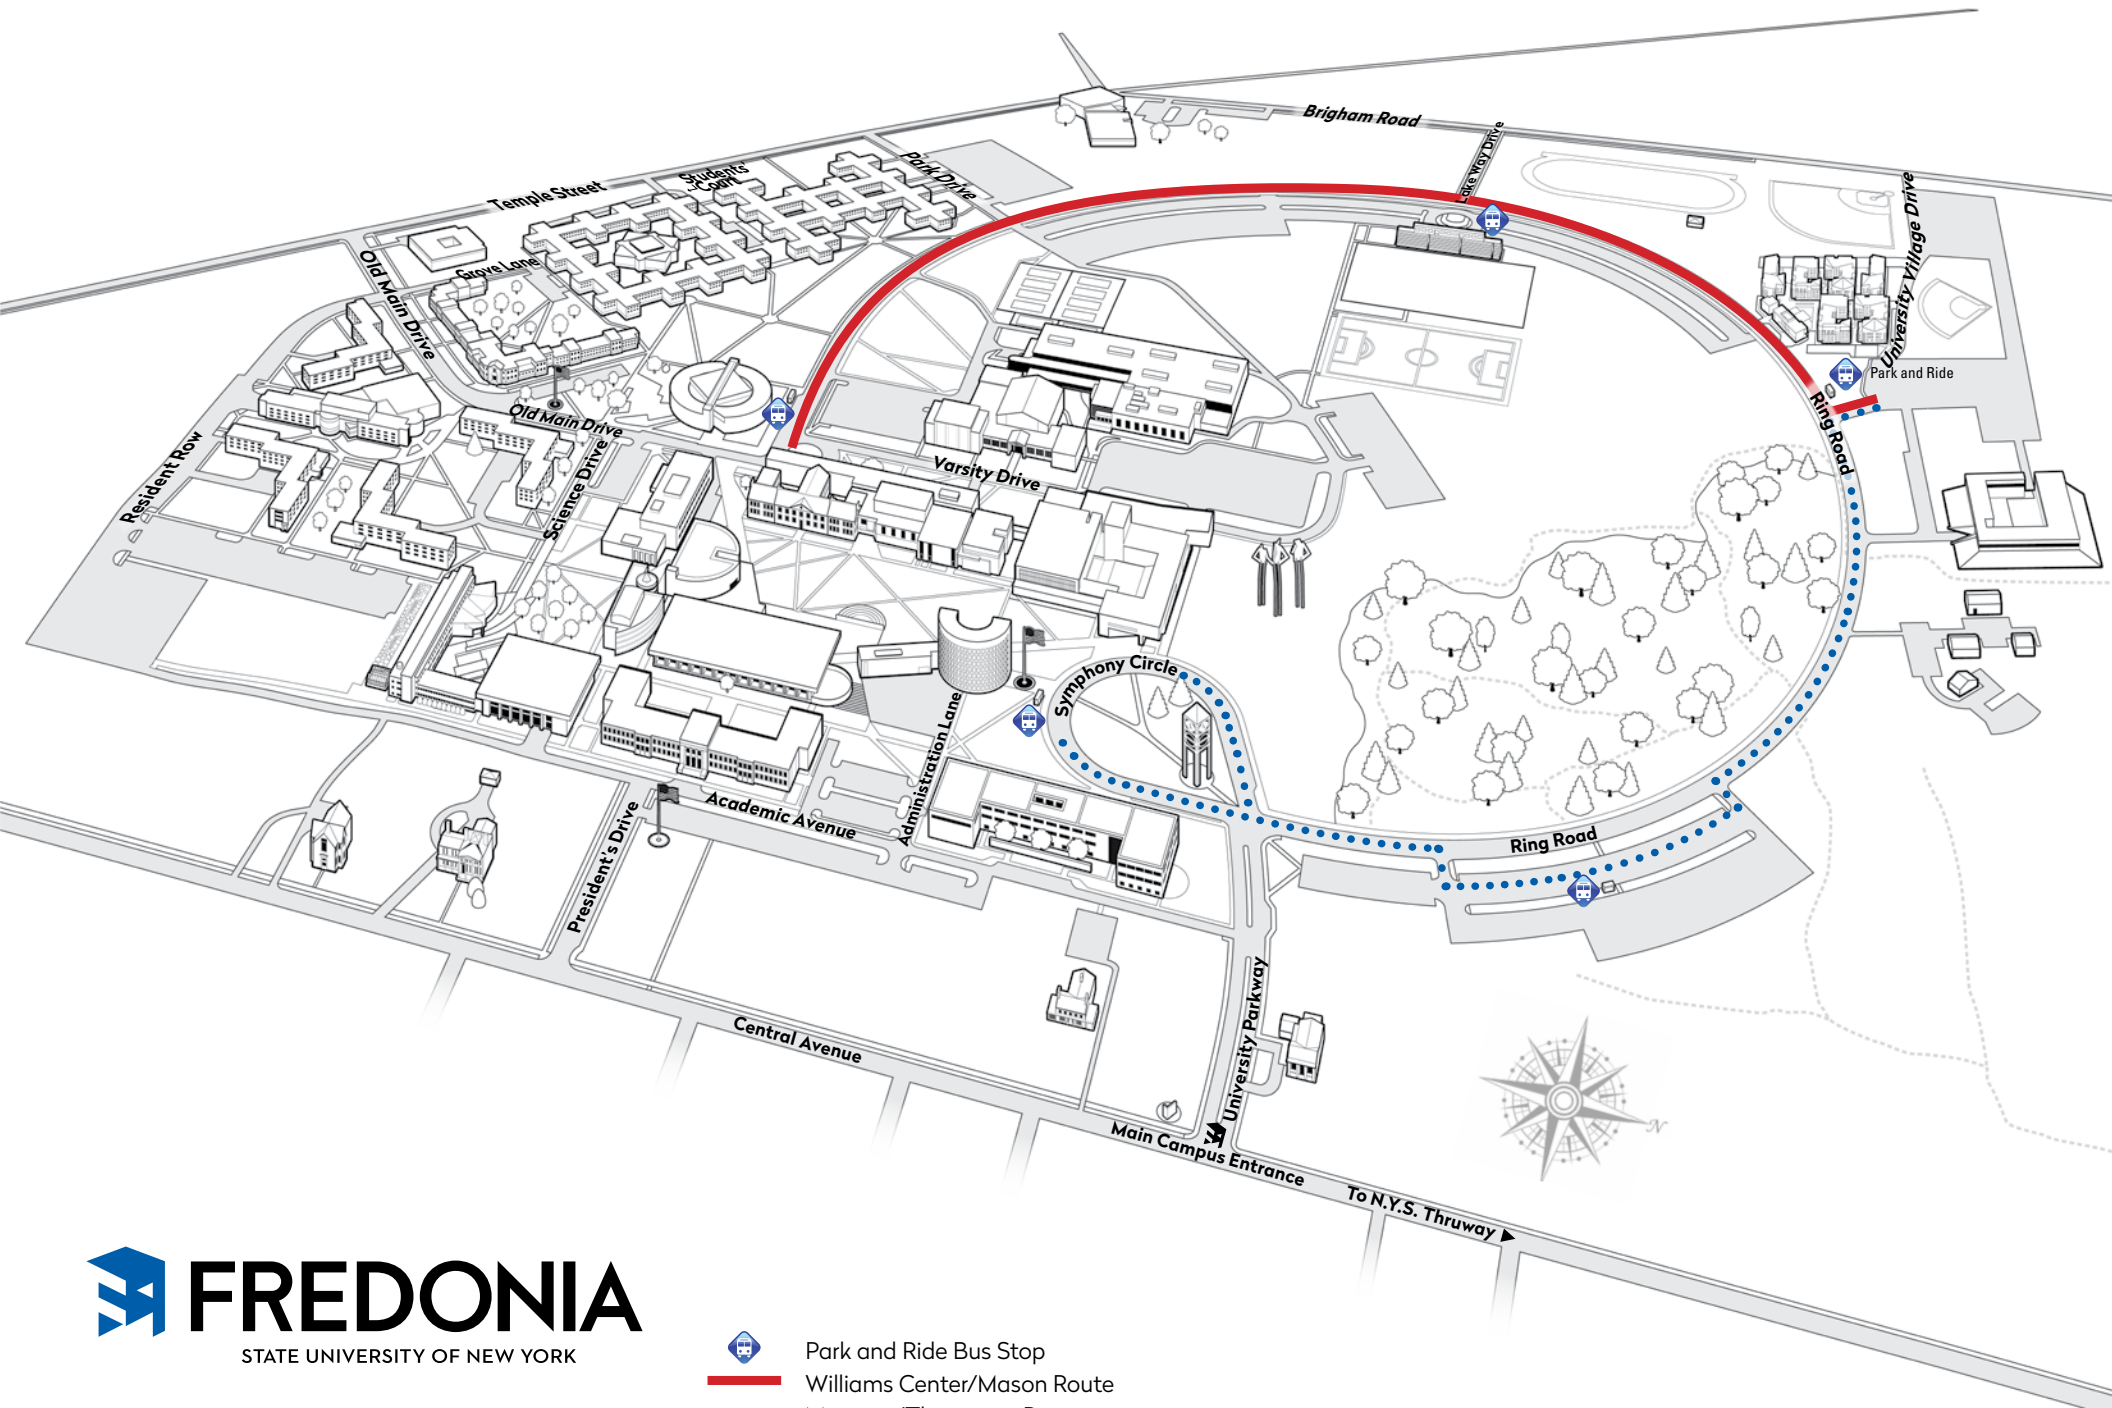 Brigham Road
Lake Way Drive
Students'
Court
Park Drive
Temple Street
University Village Drive
Grove Lane
Old Main Drive
Park and Ride
Ring Road
Old Main Drive
Resident Row
Science Drive
Varsity Drive
Symphony Circle
Administration Lane
President's Drive
Academic Avenue
Ring Road
University Parkway
Central Avenue
N
Main Campus Entrance
To N.Y.S. Thruway
FREDONIA
STATE UNIVERSITY OF NEW YORK
Park and Ride Bus Stop
Williams Center/Mason Route